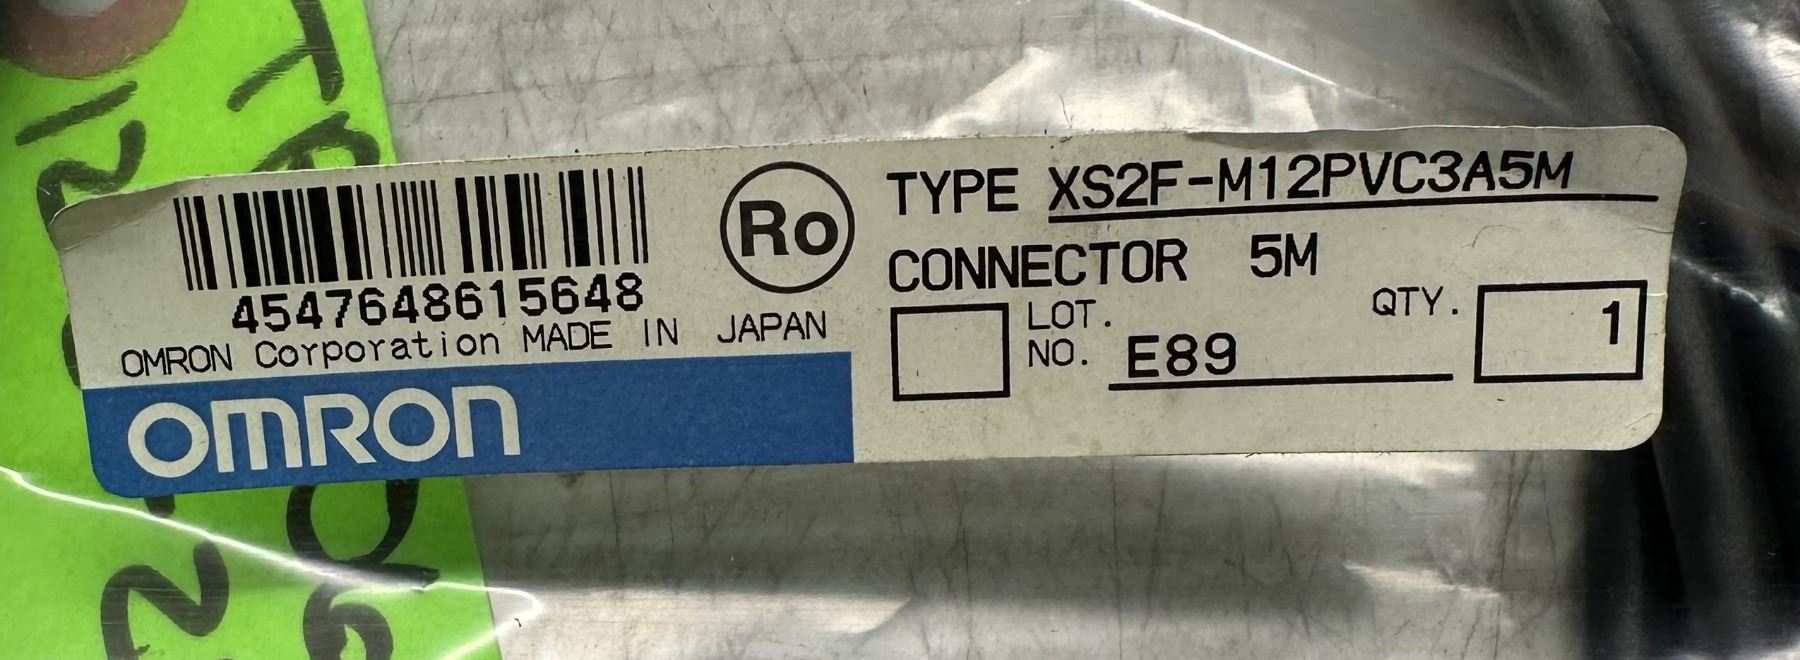 4547648615648
OMRON Corporation MADE IN JAPAN
OMRON
Ro
TYPE XS2F-M12PVC3A5M
CONNECTOR 5M
LOT. NO. E89
QTY. 1